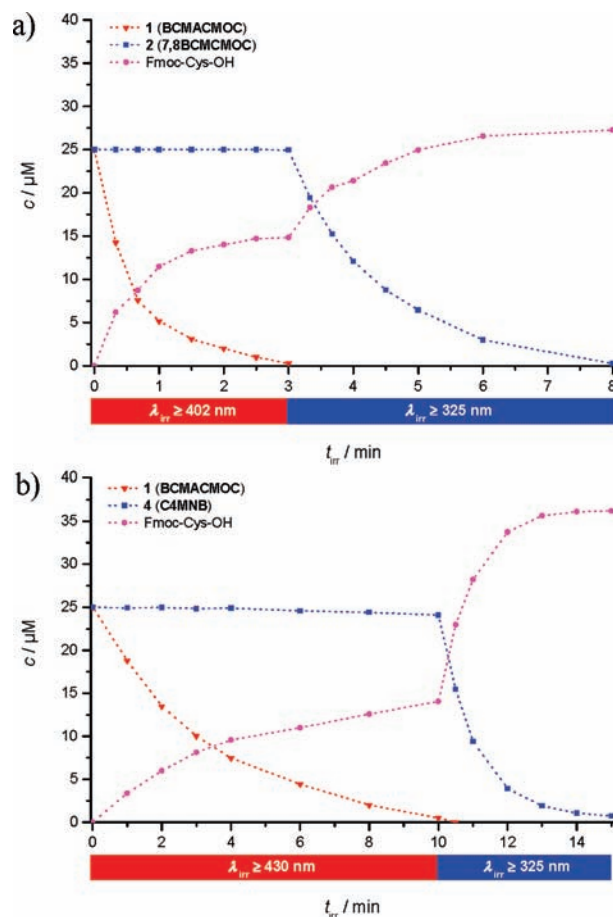 a)
1 (BCMACMOC)
2 (7,8BCMCMOC)
Fmoc-Cys-OH
40
35
30
25
20
15
10
5
0
c / μM
0 1 2 3 4 5 6 7 8
λirr ≥ 402 nm λirr ≥ 325 nm
tirr / min
b)
1 (BCMACMOC)
4 (C4MNB)
Fmoc-Cys-OH
40
35
30
25
20
15
10
5
0
c / μM
0 2 4 6 8 10 12 14
λirr ≥ 430 nm λirr ≥ 325 nm
tirr / min